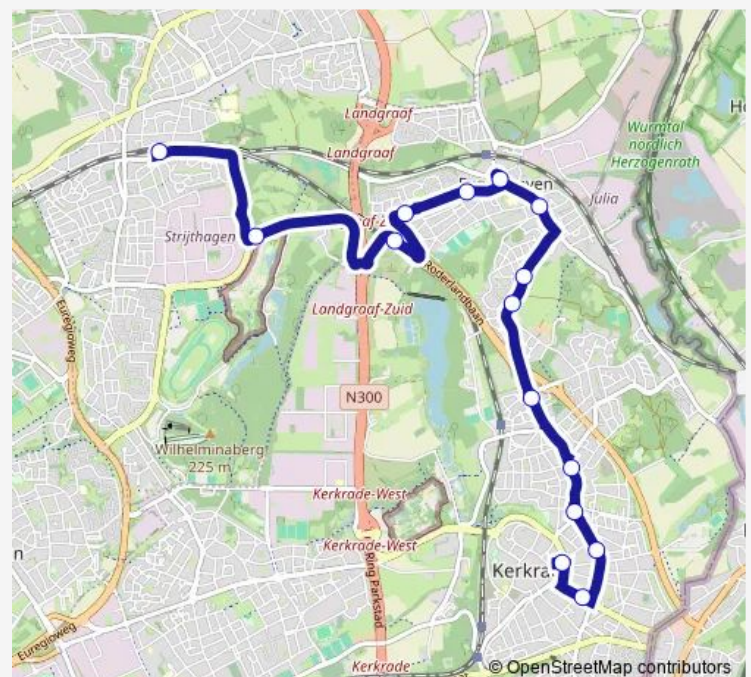 Landgraaf
Landgraaf
Wurmtal
nördlich
Herzogenrath
Julia
Strijthagen
Roderlandbaan
Landgraaf-Zuid
Euregioweg
N300
Wilhelminaberg
225 m
Kerkrade-West
Kerkrade-West
Ring Parkstad
Euregioweg
Kerkrade
© OpenStreetMap contributors